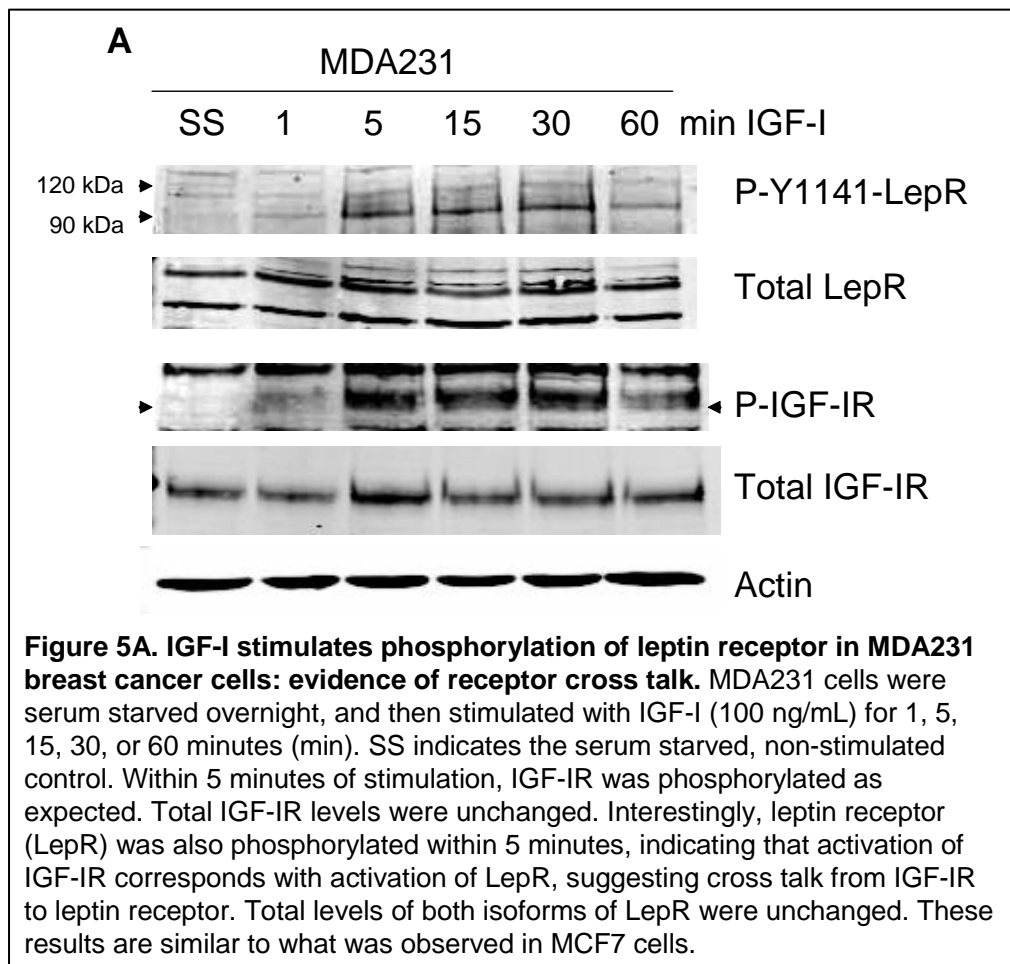 A
MDA231
SS 1 5 15 30 60 min IGF-I
120 kDa
P-Y1141-LepR
90 kDa
Total LepR
P-IGF-IR
Total IGF-IR
Actin
Figure 5A. IGF-I stimulates phosphorylation of leptin receptor in MDA231
breast cancer cells: evidence of receptor cross talk. MDA231 cells were
serum starved overnight, and then stimulated with IGF-I (100 ng/mL) for 1, 5,
15, 30, or 60 minutes (min). SS indicates the serum starved, non-stimulated
control. Within 5 minutes of stimulation, IGF-IR was phosphorylated as
expected. Total IGF-IR levels were unchanged. Interestingly, leptin receptor
(LepR) was also phosphorylated within 5 minutes, indicating that activation of
IGF-IR corresponds with activation of LepR, suggesting cross talk from IGF-IR
to leptin receptor. Total levels of both isoforms of LepR were unchanged. These
results are similar to what was observed in MCF7 cells.